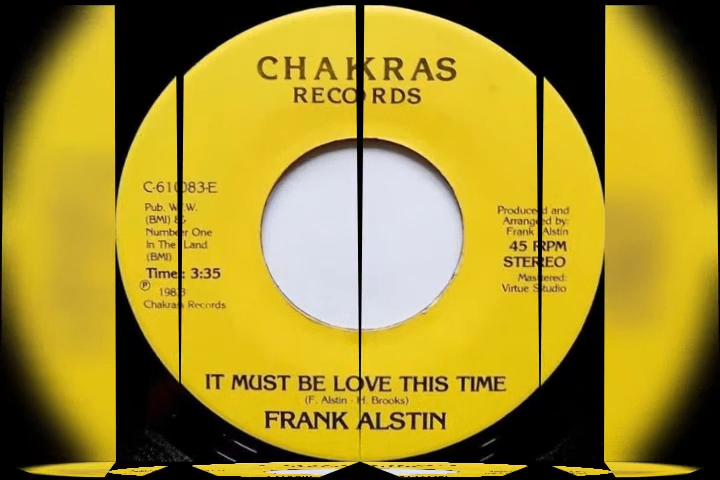 CHAKRAS
RECORDS
C-610083-E
Pub. W.W.
(BMI) &
Number One
In The Land
(BMI)
Time: 3:35
Ⓟ 1983
Chakras Records
Produced and
Arranged by:
Frank Alstin
45 RPM
STEREO
Mastered:
Virtue Studio
IT MUST BE LOVE THIS TIME
(F. Alstin - H. Brooks)
FRANK ALSTIN